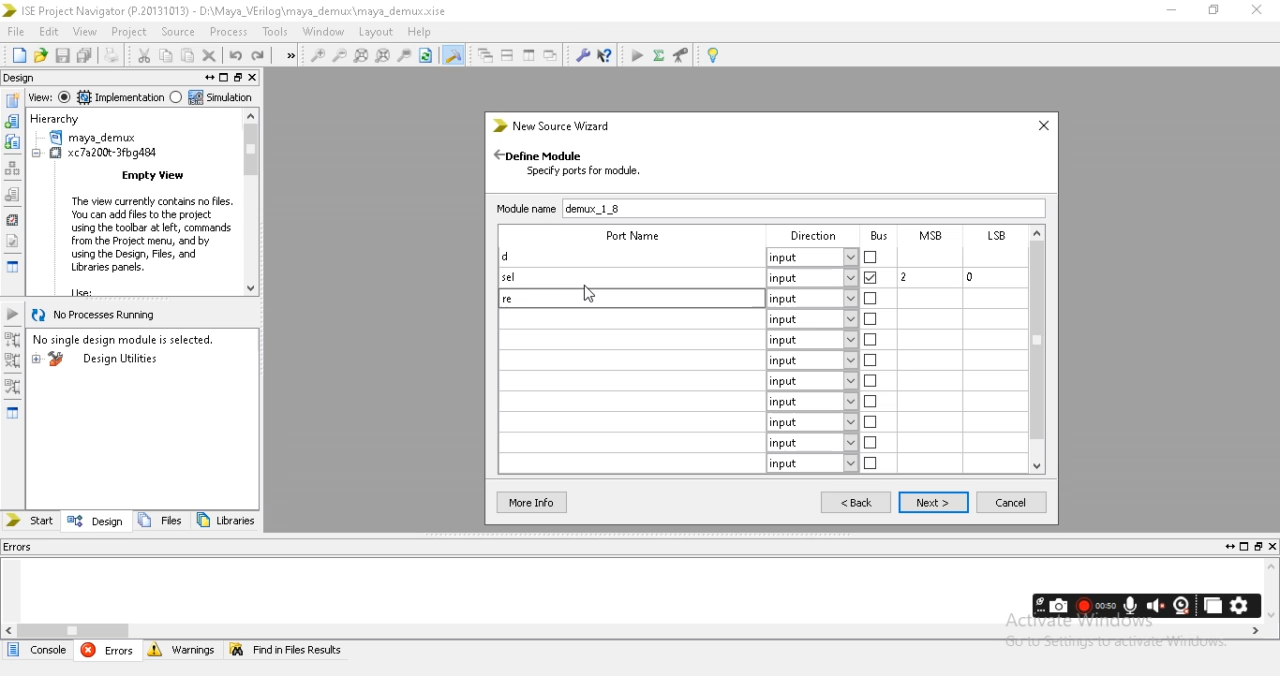 ISE Project Navigator (P.20131013) - D:\Maya_VErilog\maya_demux\maya_demux.xise
File Edit View Project Source Process Tools Window Layout Help
»
Design
View: Implementation Simulation
Hierarchy
maya_demux
xc7a200t-3fbg484
Empty View
The view currently contains no files.
You can add files to the project
using the toolbar at left, commands
from the Project menu, and by
using the Design, Files, and
Libraries panels.
Use:
No Processes Running
No single design module is selected.
Design Utilities
Start Design Files Libraries
New Source Wizard
Define Module
Specify ports for module.
Module name demux_1_8
Port Name Direction Bus MSB LSB
d input
sel input 2 0
re input
input
input
input
input
input
input
input
input
More Info < Back Next > Cancel
Errors
00:50
Activate Windows
Go to Settings to activate Windows.
Console Errors Warnings Find in Files Results